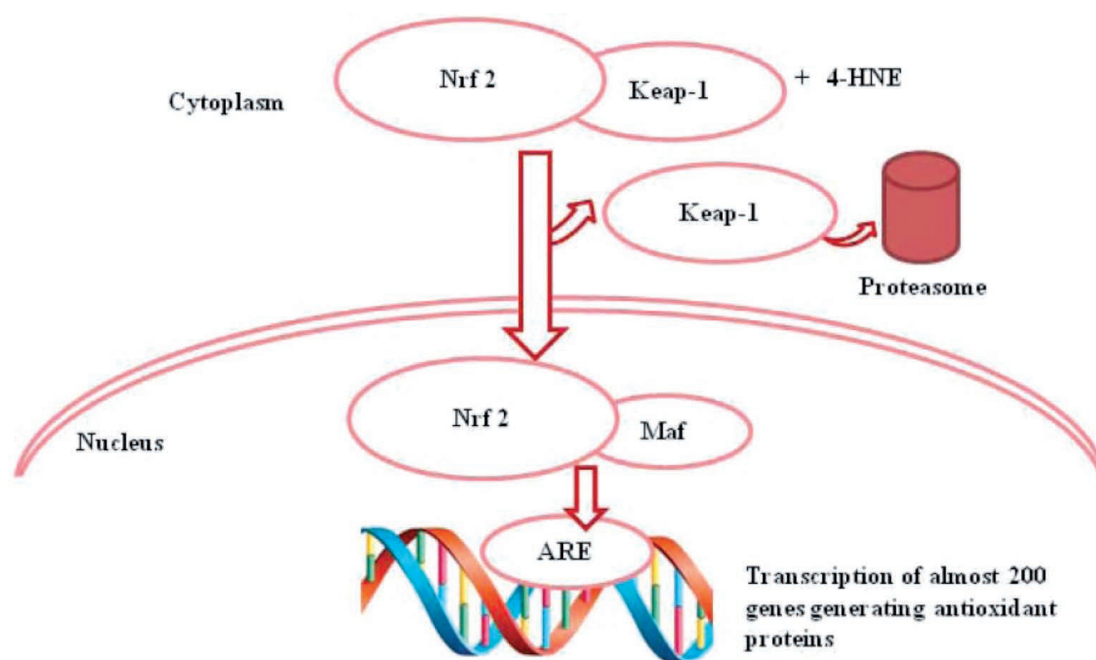 Nrf 2
Keap-1
+ 4-HNE
Cytoplasm
Keap-1
Proteasome
Nrf 2
Maf
Nucleus
ARE
Transcription of almost 200
genes generating antioxidant
proteins